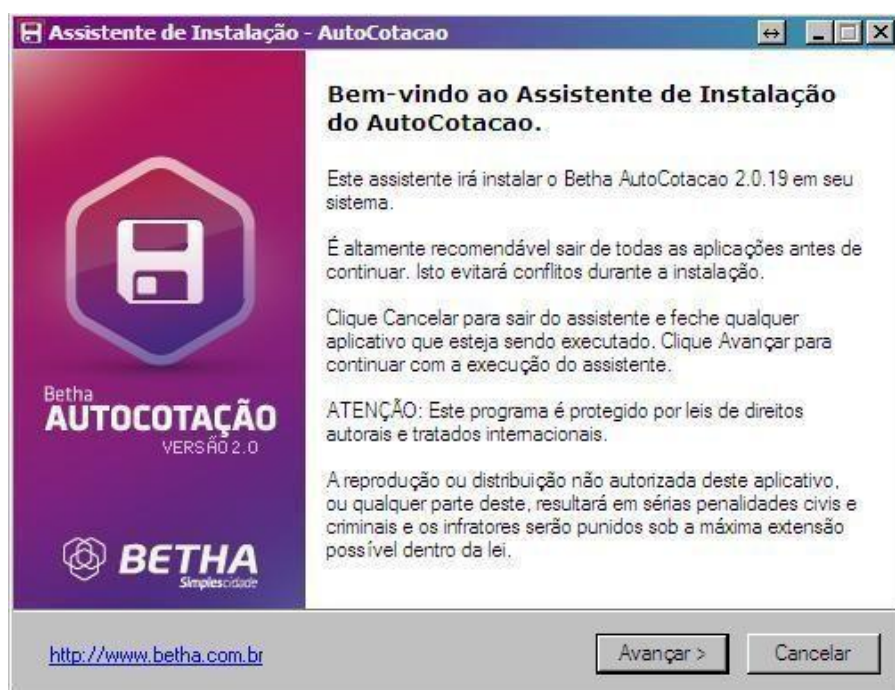 Assistente de Instalação - AutoCotacao
Bem-vindo ao Assistente de Instalação
do AutoCotacao.
Este assistente irá instalar o Betha AutoCotacao 2.0.19 em seu
sistema.
É altamente recomendável sair de todas as aplicações antes de
continuar. Isto evitará conflitos durante a instalação.
Clique Cancelar para sair do assistente e feche qualquer
aplicativo que esteja sendo executado. Clique Avançar para
continuar com a execução do assistente.
ATENÇÃO: Este programa é protegido por leis de direitos
autorais e tratados internacionais.
A reprodução ou distribuição não autorizada deste aplicativo,
ou qualquer parte deste, resultará em sérias penalidades civis e
criminais e os infratores serão punidos sob a máxima extensão
possível dentro da lei.
Betha
AUTOCOTAÇÃO
VERSÃO 2.0
BETHA
Simplescidade
http://www.betha.com.br
Avançar >
Cancelar